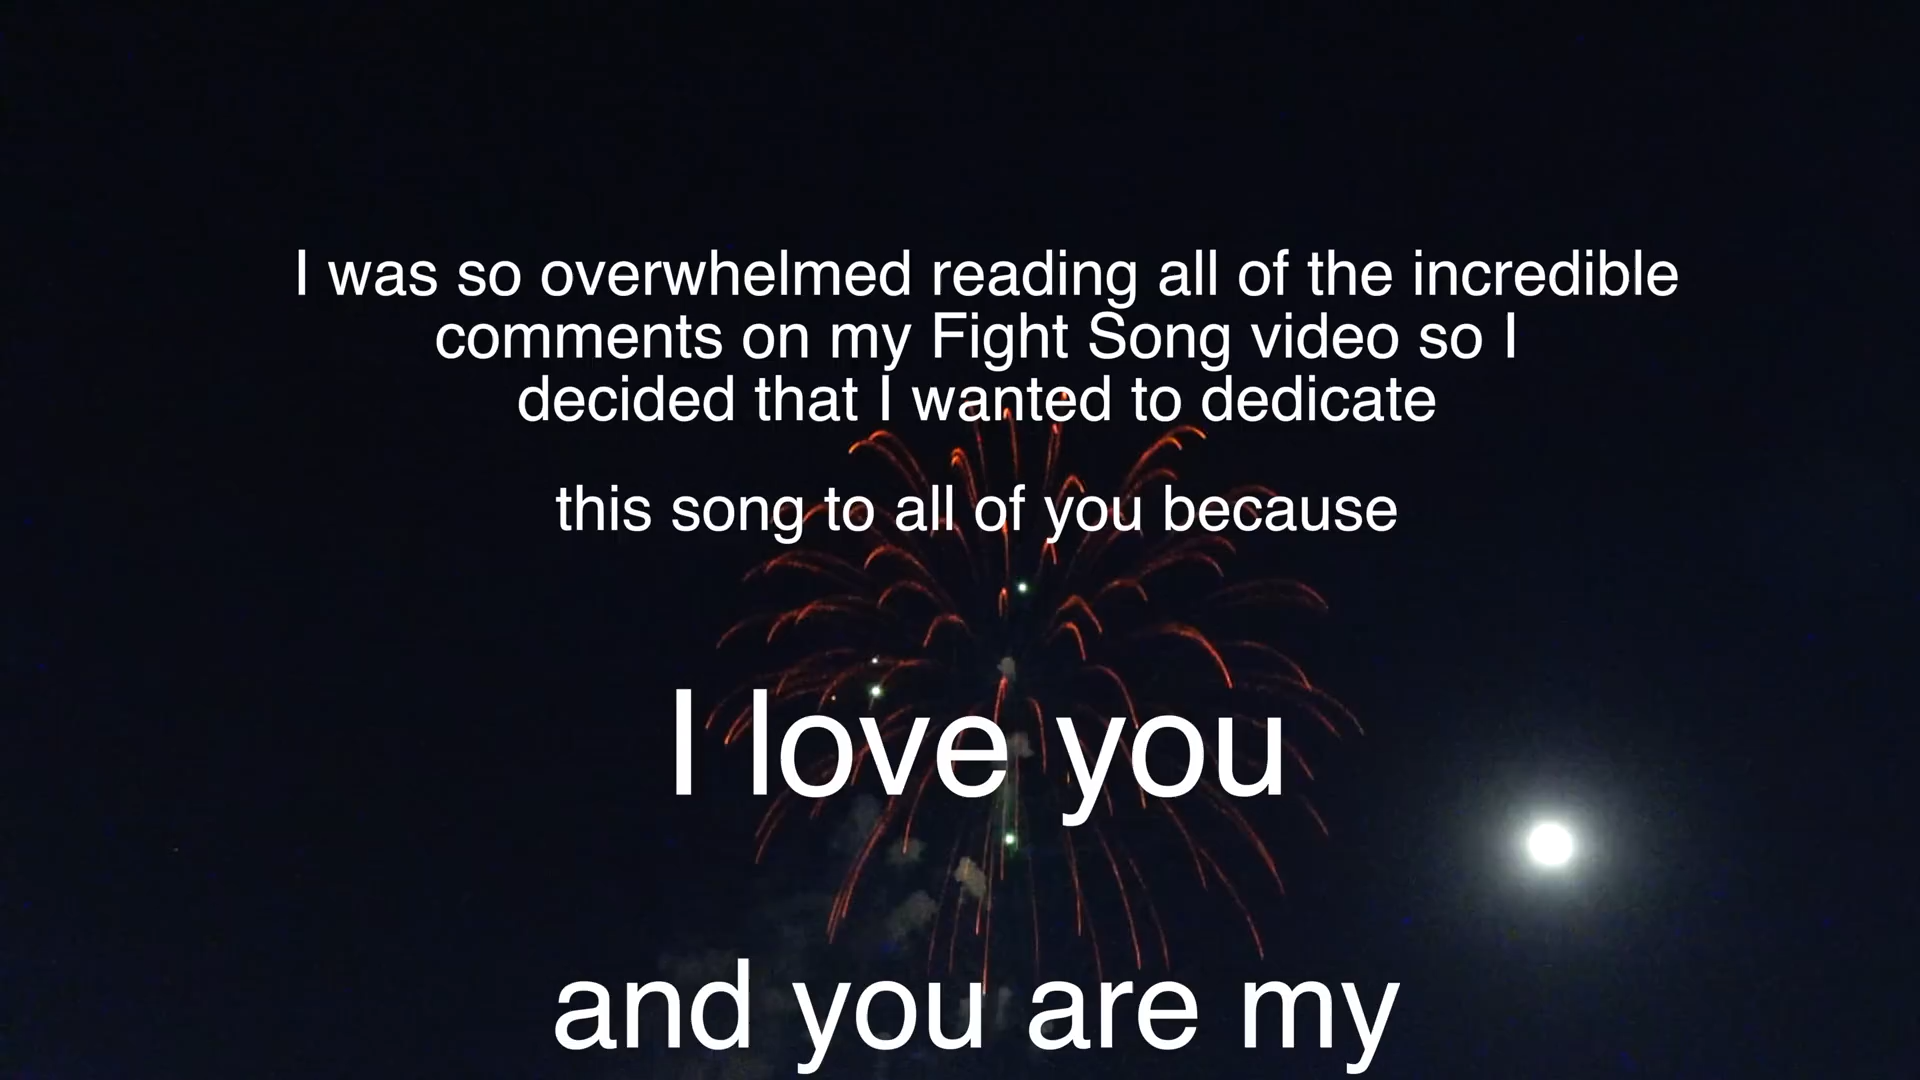 I was so overwhelmed reading all of the incredible
comments on my Fight Song video so I
decided that I wanted to dedicate
this song to all of you because
I love you
and you are my